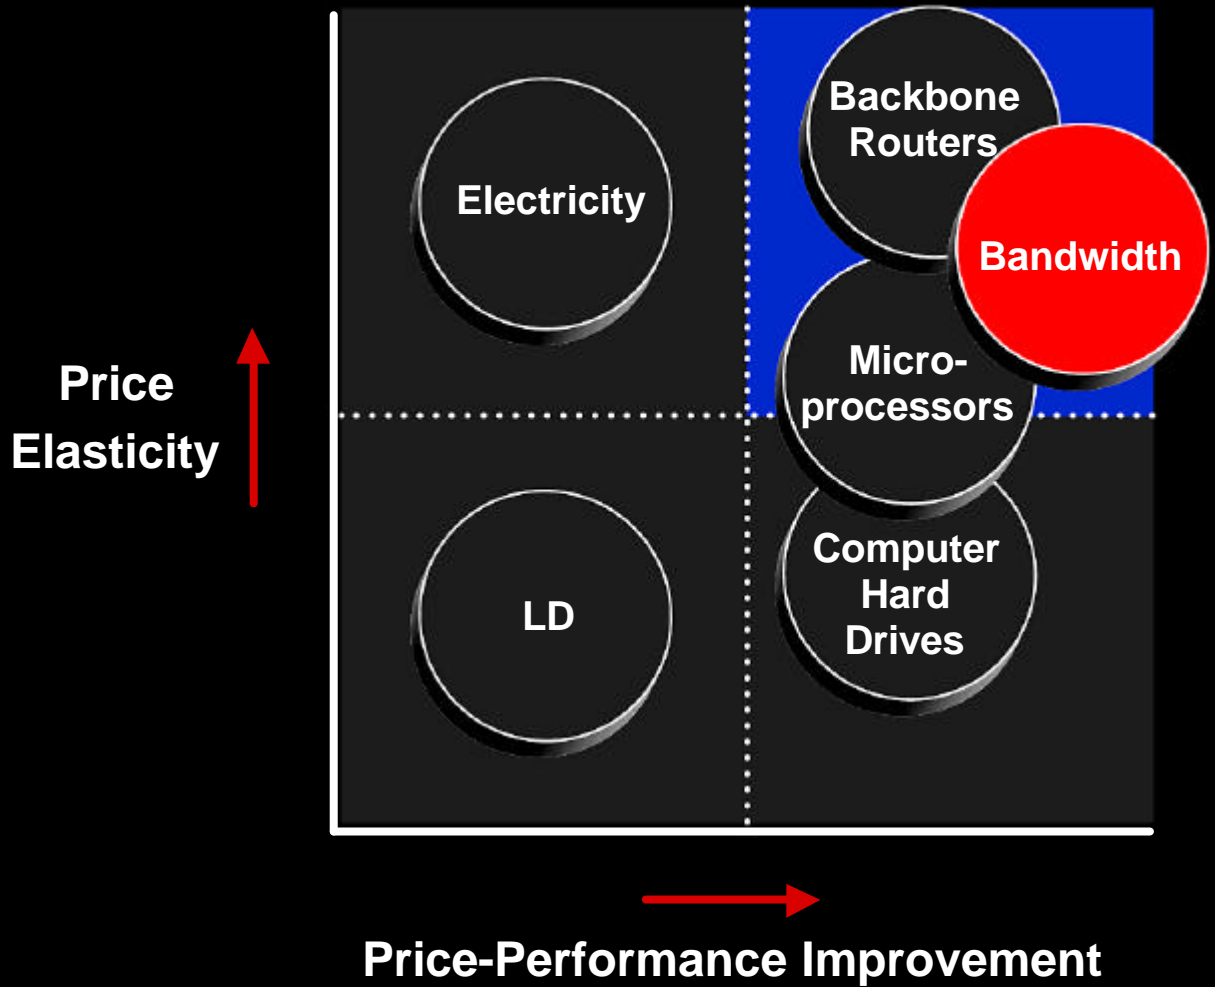 Backbone
Routers
Electricity
Bandwidth
Micro-
processors
Price
Elasticity
Computer
Hard
Drives
LD
Price-Performance Improvement